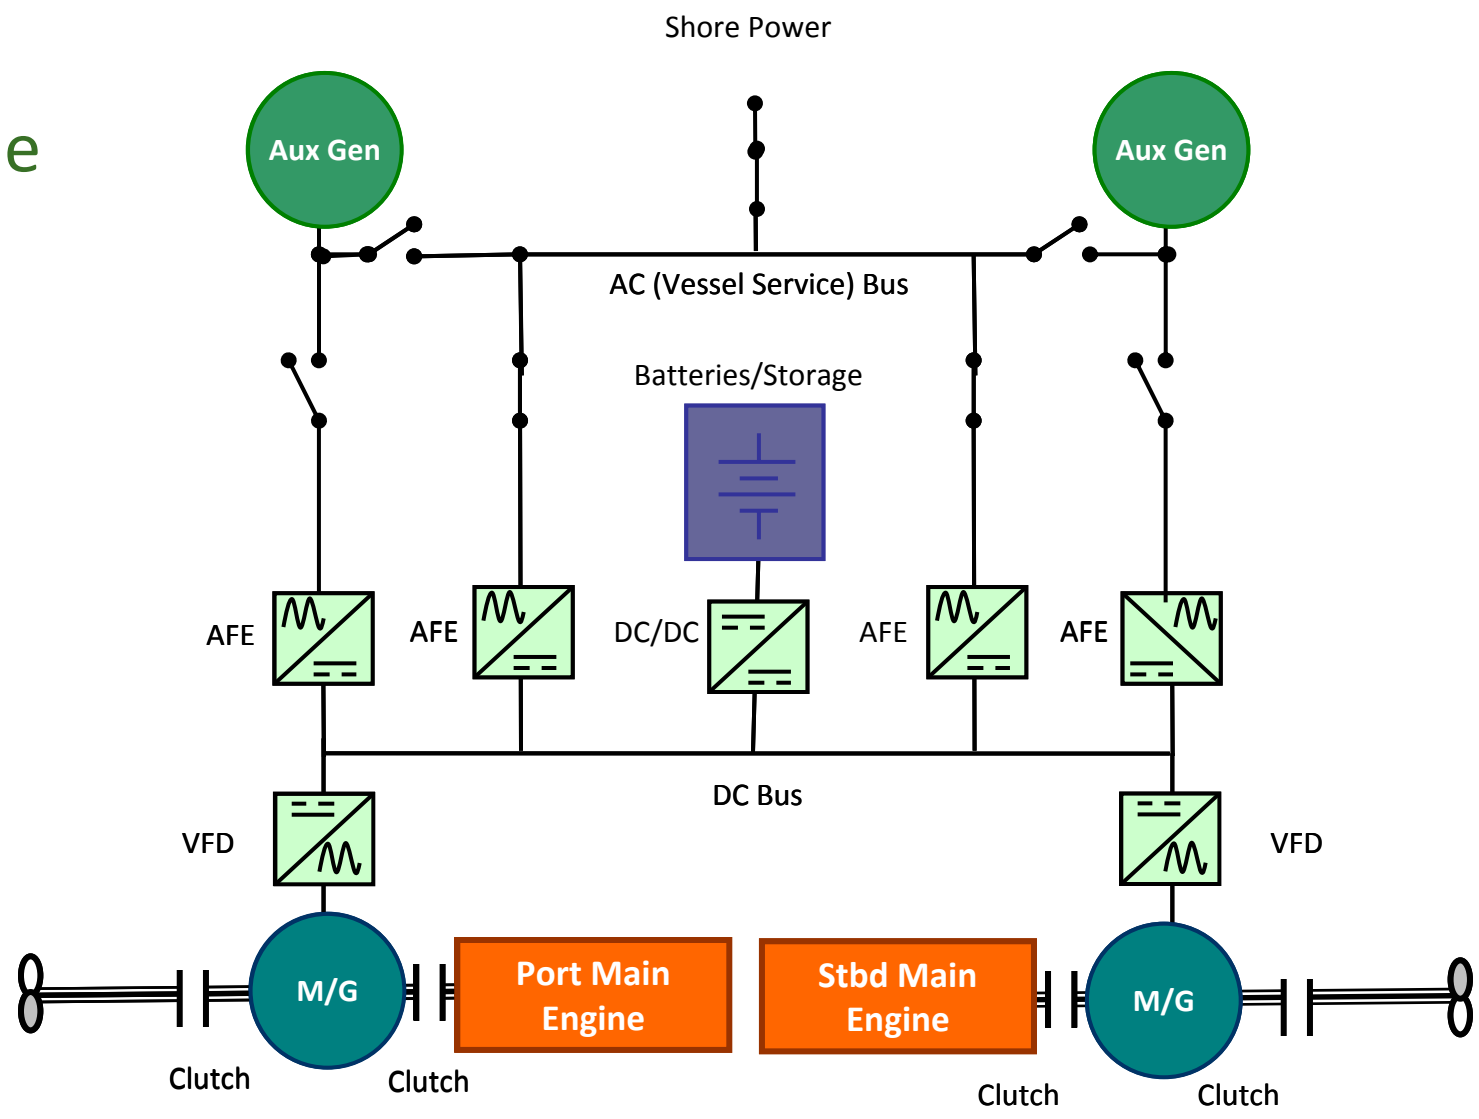 Shore Power
e
Aux Gen
Aux Gen
AC (Vessel Service) Bus
Batteries/Storage
AFE
AFE
DC/DC
AFE
AFE
DC Bus
VFD
VFD
M/G
Port Main
Engine
Stbd Main
Engine
M/G
Clutch
Clutch
Clutch
Clutch